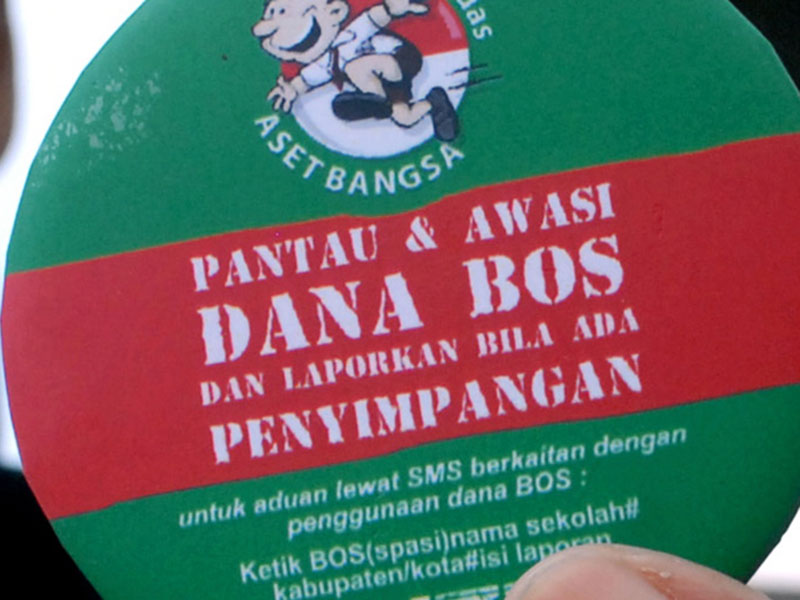 ASET BANGSA
PANTAU & AWASI
DANA BOS
DAN LAPORKAN BILA ADA
PENYIMPANGAN
untuk aduan lewat SMS berkaitan dengan
penggunaan dana BOS :
Ketik BOS(spasi)nama sekolah#
kabupaten/kota#isi laporan